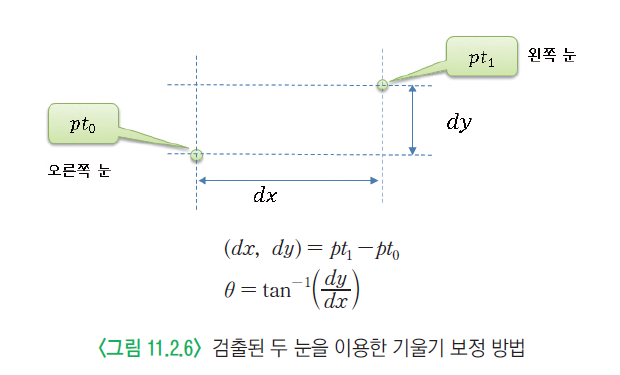 pt₁ 왼쪽 눈
pt₀
오른쪽 눈
dy
dx
(dx, dy) = pt₁ − pt₀
θ = tan⁻¹(dy/dx)
〈그림 11.2.6〉 검출된 두 눈을 이용한 기울기 보정 방법